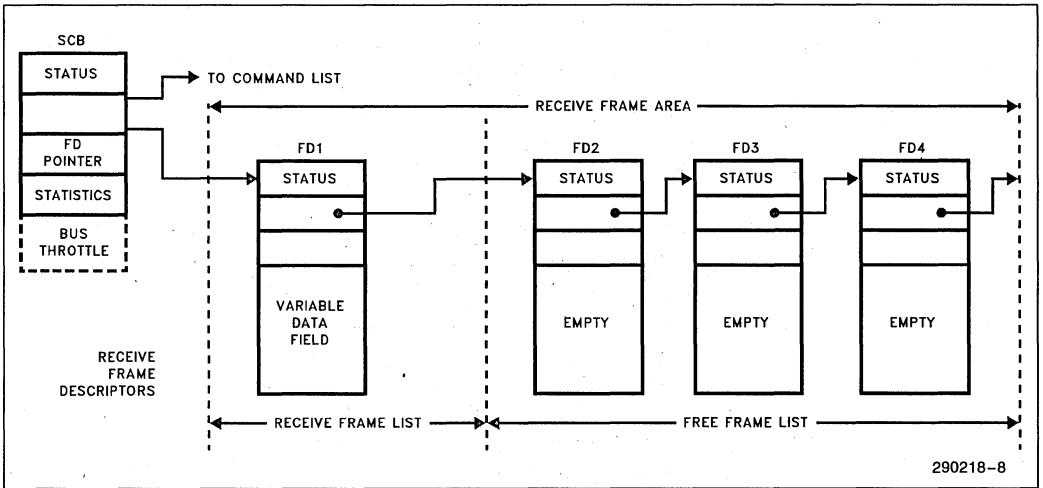 SCB
STATUS
FD
POINTER
STATISTICS
BUS
THROTTLE
TO COMMAND LIST
RECEIVE FRAME AREA
FD1
STATUS
VARIABLE
DATA
FIELD
FD2
STATUS
EMPTY
FD3
STATUS
EMPTY
FD4
STATUS
EMPTY
RECEIVE
FRAME
DESCRIPTORS
RECEIVE FRAME LIST
FREE FRAME LIST
290218-8